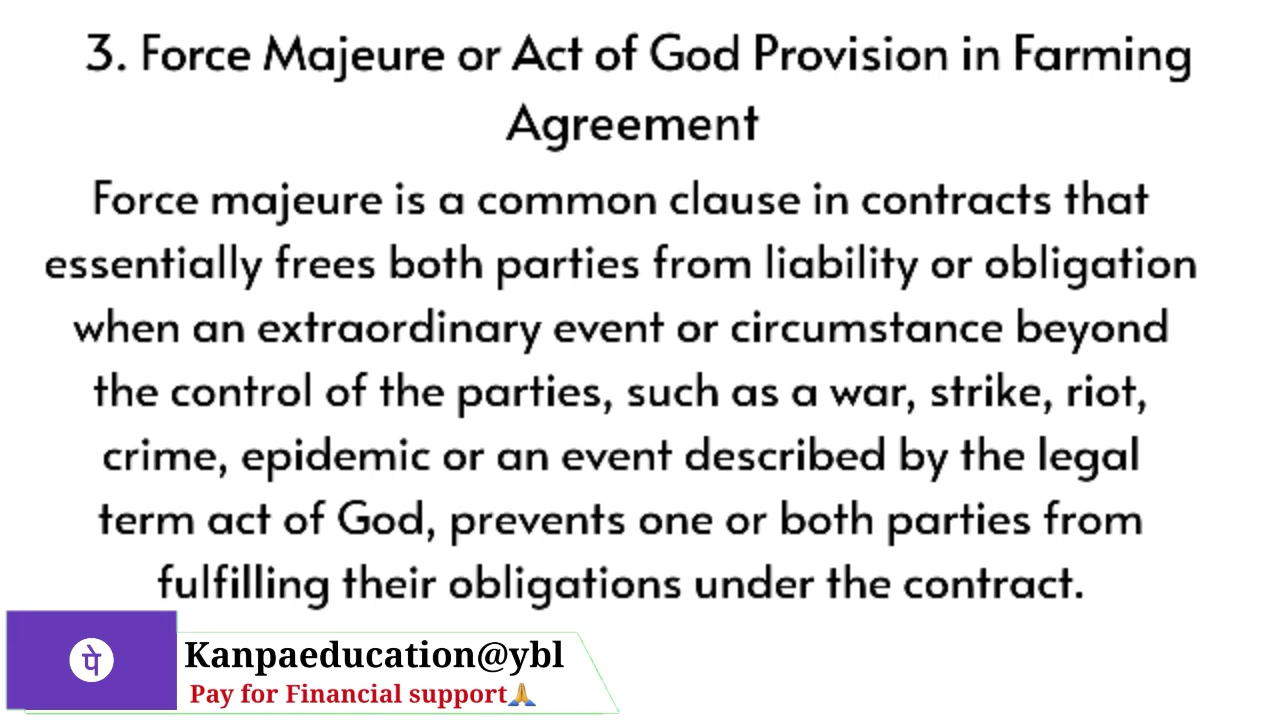 3. Force Majeure or Act of God Provision in Farming
Agreement
Force majeure is a common clause in contracts that
essentially frees both parties from liability or obligation
when an extraordinary event or circumstance beyond
the control of the parties, such as a war, strike, riot,
crime, epidemic or an event described by the legal
term act of God, prevents one or both parties from
fulfilling their obligations under the contract.
पे
Kanpaeducation@ybl
Pay for Financial support🙏